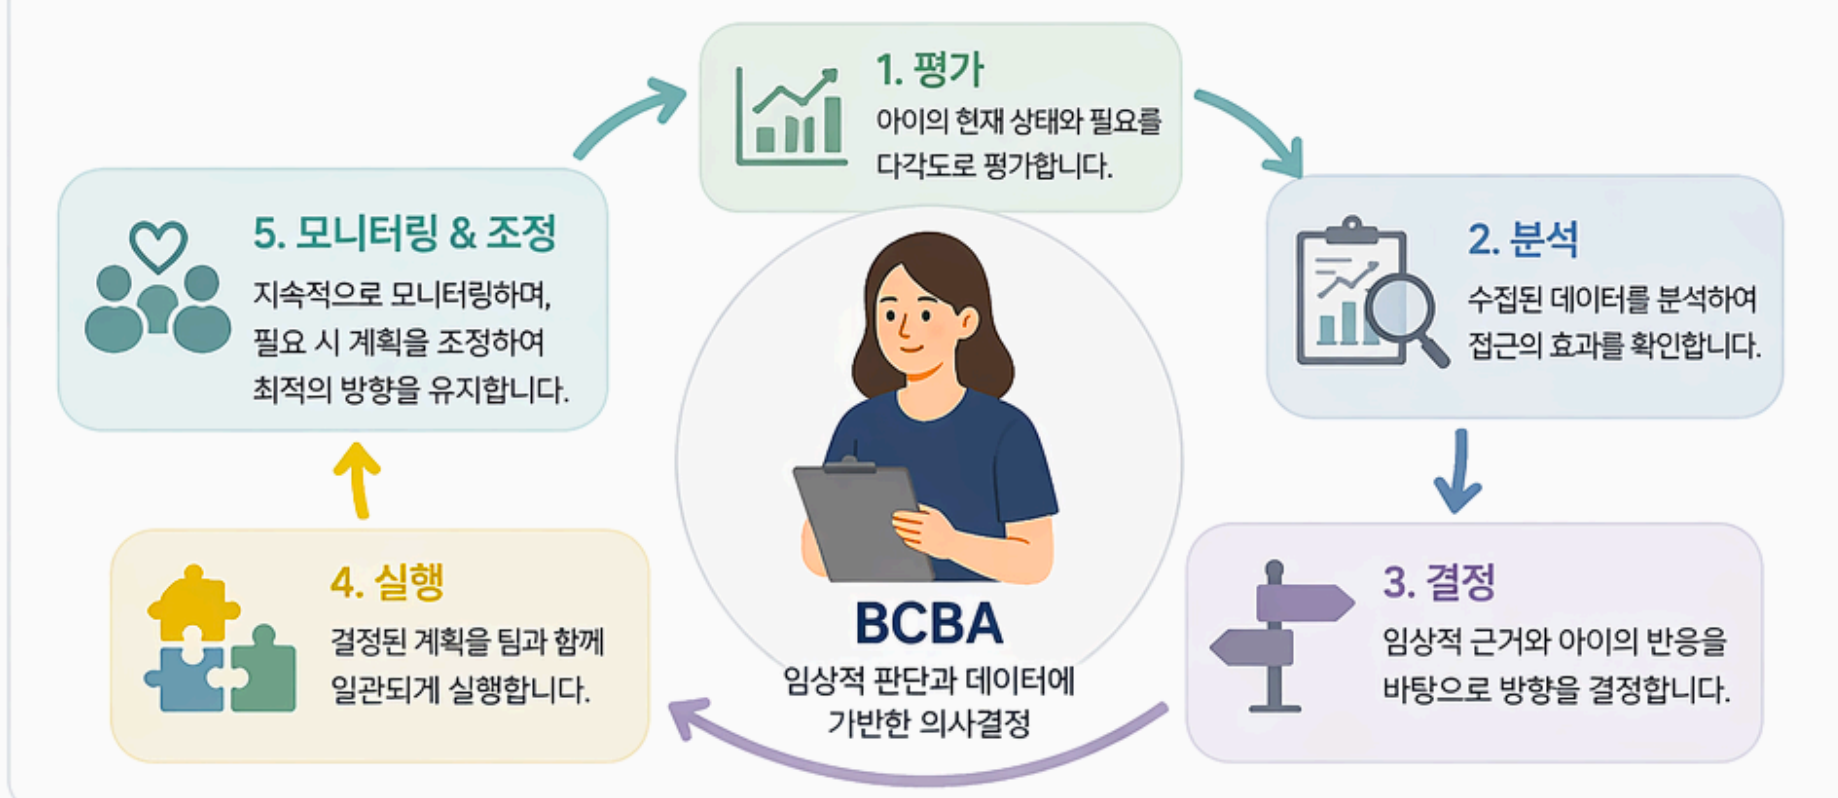 1. 평가
아이의 현재 상태와 필요를
다각도로 평가합니다.
2. 분석
수집된 데이터를 분석하여
접근의 효과를 확인합니다.
3. 결정
임상적 근거와 아이의 반응을
바탕으로 방향을 결정합니다.
4. 실행
결정된 계획을 팀과 함께
일관되게 실행합니다.
5. 모니터링 & 조정
지속적으로 모니터링하며,
필요 시 계획을 조정하여
최적의 방향을 유지합니다.
BCBA
임상적 판단과 데이터에
가반한 의사결정